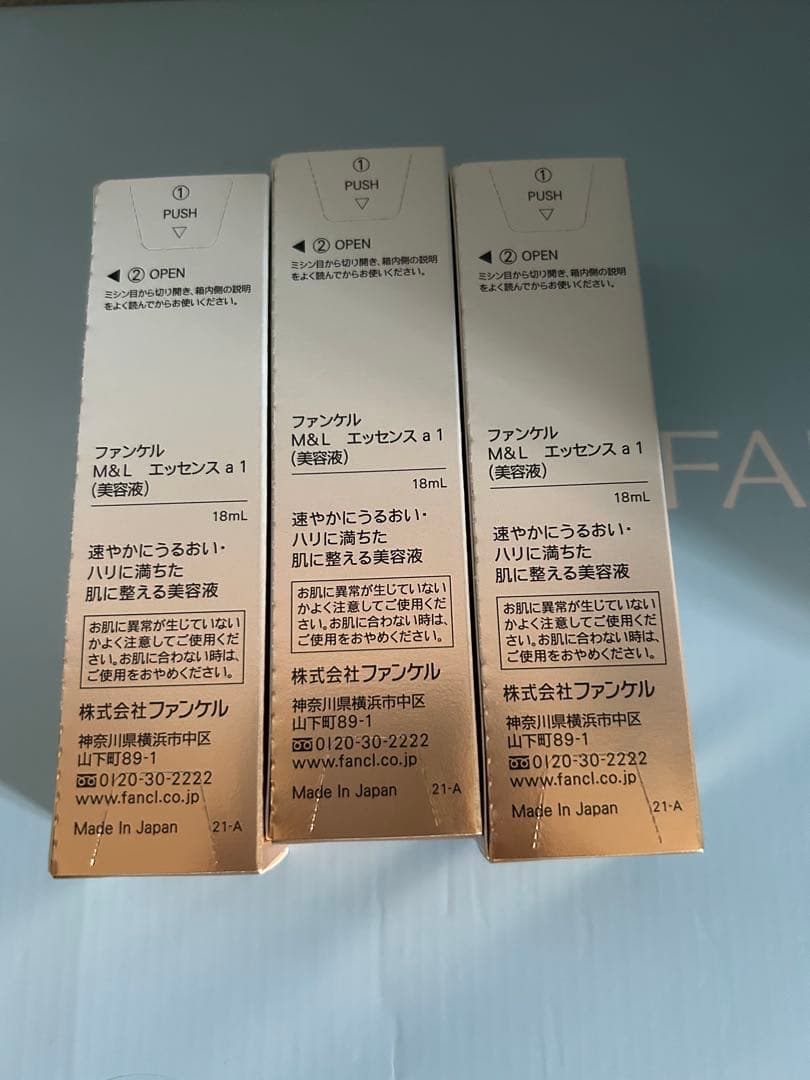 ①
PUSH
▽
◀ ② OPEN
ミシン目から切り開き、箱内側の説明
をよく読んでからお使いください。
ファンケル
M&L エッセンス a 1
(美容液)
18mL
速やかにうるおい・
ハリに満ちた
肌に整える美容液
お肌に異常が生じていない
かよく注意してご使用くだ
さい。お肌に合わない時は、
ご使用をおやめください。
株式会社ファンケル
神奈川県横浜市中区
山下町89-1
0120-30-2222
www.fancl.co.jp
Made In Japan 21-A
①
PUSH
▽
◀ ② OPEN
ミシン目から切り開き、箱内側の説明
をよく読んでからお使いください。
ファンケル
M&L エッセンス a 1
(美容液)
18mL
速やかにうるおい・
ハリに満ちた
肌に整える美容液
お肌に異常が生じていない
かよく注意してご使用くだ
さい。お肌に合わない時は、
ご使用をおやめください。
株式会社ファンケル
神奈川県横浜市中区
山下町89-1
0120-30-2222
www.fancl.co.jp
Made In Japan 21-A
①
PUSH
▽
◀ ② OPEN
ミシン目から切り開き、箱内側の説明
をよく読んでからお使いください。
ファンケル
M&L エッセンス a 1
(美容液)
18mL
速やかにうるおい・
ハリに満ちた
肌に整える美容液
お肌に異常が生じていない
かよく注意してご使用くだ
さい。お肌に合わない時は、
ご使用をおやめください。
株式会社ファンケル
神奈川県横浜市中区
山下町89-1
0120-30-2222
www.fancl.co.jp
Made In Japan 21-A
FA